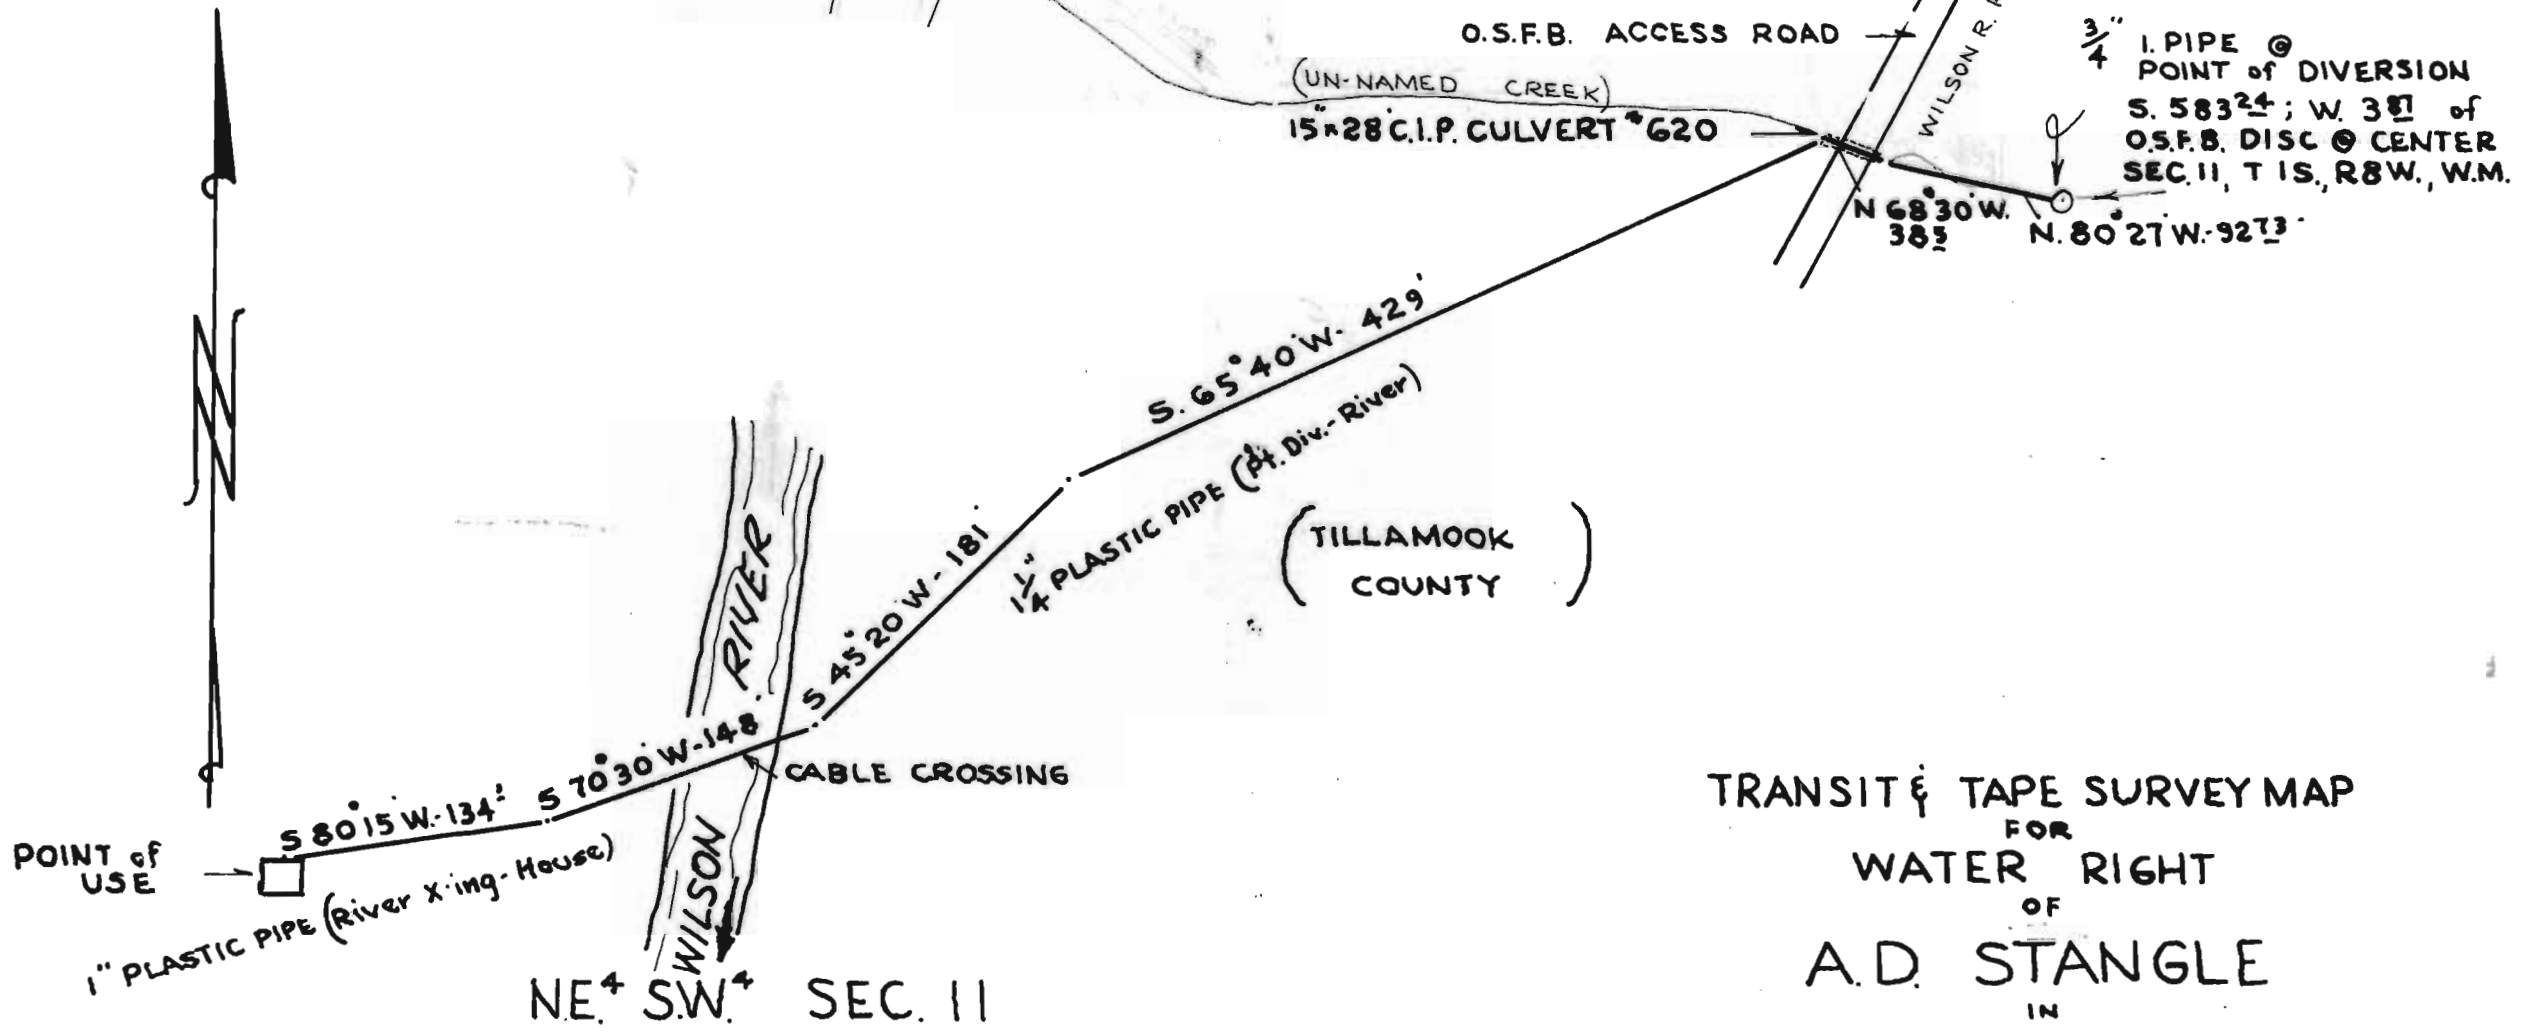 O.S.F.B. ACCESS ROAD
WILSON R.
3/4" I. PIPE @
POINT of DIVERSION
S. 583 24; W. 3 87 of
O.S.F.B. DISC @ CENTER
SEC. 11, T 1S., R8W., W.M.
(UN-NAMED CREEK)
15"x28' C.I.P. CULVERT #620
N 68°30' W.
38 5
N. 80°27' W.-92 73
S. 65°40' W- 429'
1 1/4" PLASTIC PIPE (Pt. Div.-River)
(TILLAMOOK
COUNTY)
S 45°20' W- 181'
RIVER
S 70°30' W-148'
CABLE CROSSING
S 80°15' W.-134'
POINT of
USE
1" PLASTIC PIPE (River X-ing-House)
WILSON
N.E.4 S.W.4 SEC. 11
N
TRANSIT & TAPE SURVEY MAP
FOR
WATER RIGHT
OF
A.D. STANGLE
IN